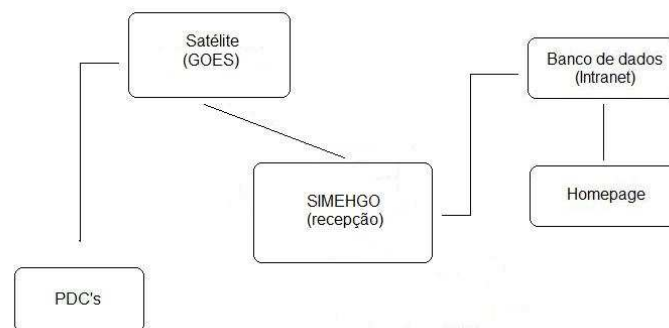 Satélite
(GOES)
Banco de dados
(Intranet)
SIMEHGO
(recepção)
Homepage
PDC's